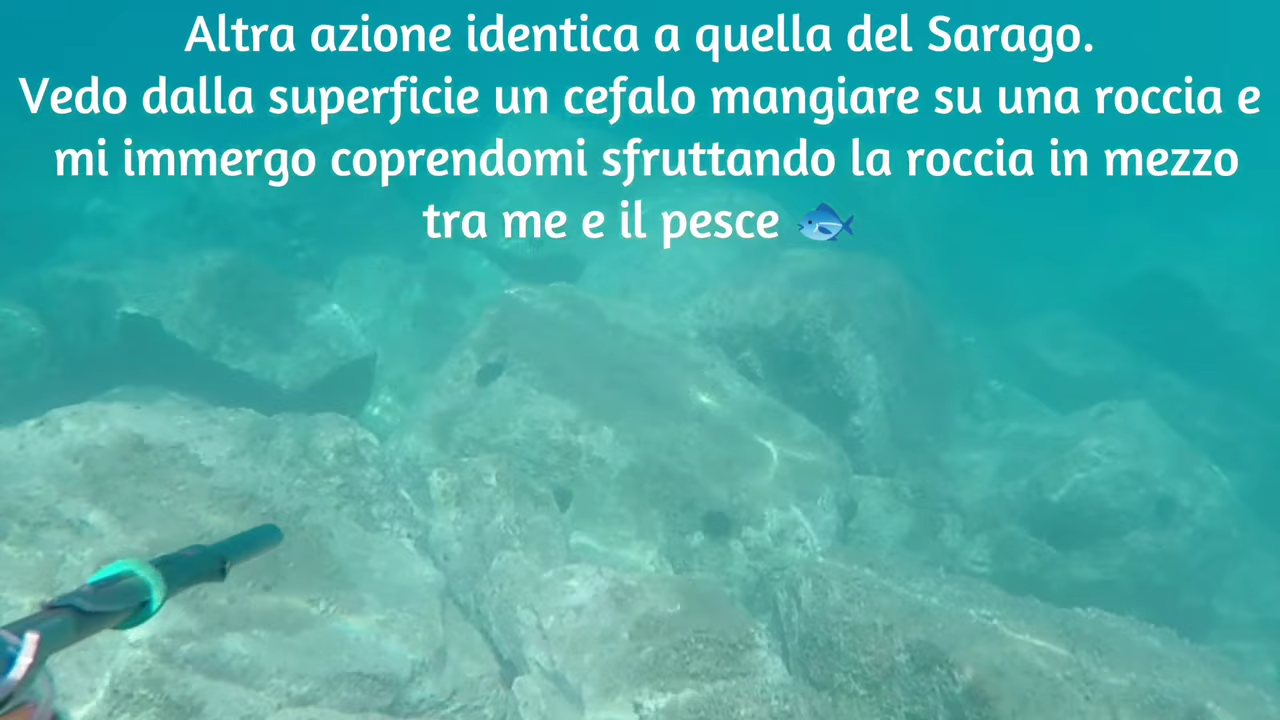 Altra azione identica a quella del Sarago.
Vedo dalla superficie un cefalo mangiare su una roccia e
mi immergo coprendomi sfruttando la roccia in mezzo
tra me e il pesce 🐟